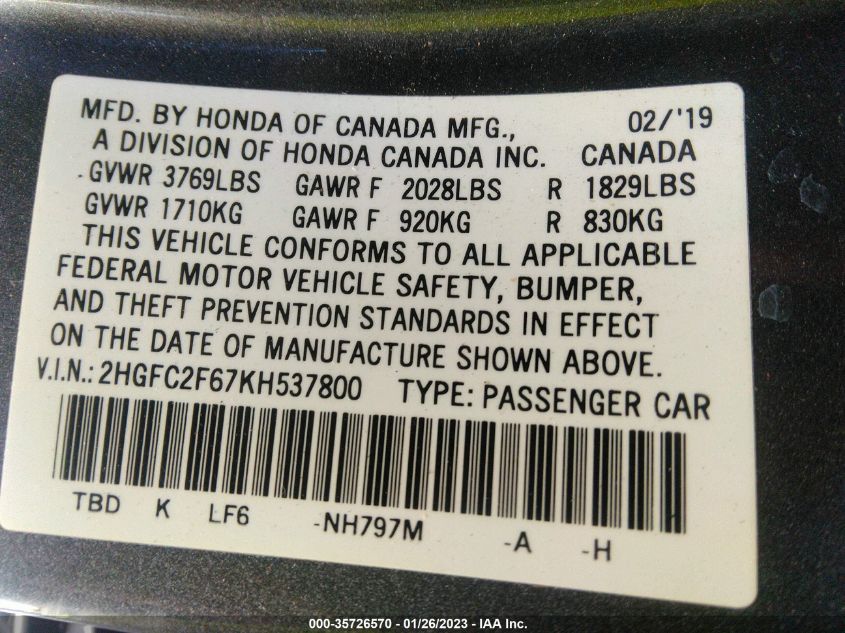 MFD. BY HONDA OF CANADA MFG., 02/'19
A DIVISION OF HONDA CANADA INC. CANADA
GVWR 3769LBS GAWR F 2028LBS R 1829LBS
GVWR 1710KG GAWR F 920KG R 830KG
THIS VEHICLE CONFORMS TO ALL APPLICABLE
FEDERAL MOTOR VEHICLE SAFETY, BUMPER,
AND THEFT PREVENTION STANDARDS IN EFFECT
ON THE DATE OF MANUFACTURE SHOWN ABOVE.
V.I.N.: 2HGFC2F67KH537800 TYPE: PASSENGER CAR
TBD K LF6 -NH797M -A -H
000-35726570 - 01/26/2023 - IAA Inc.